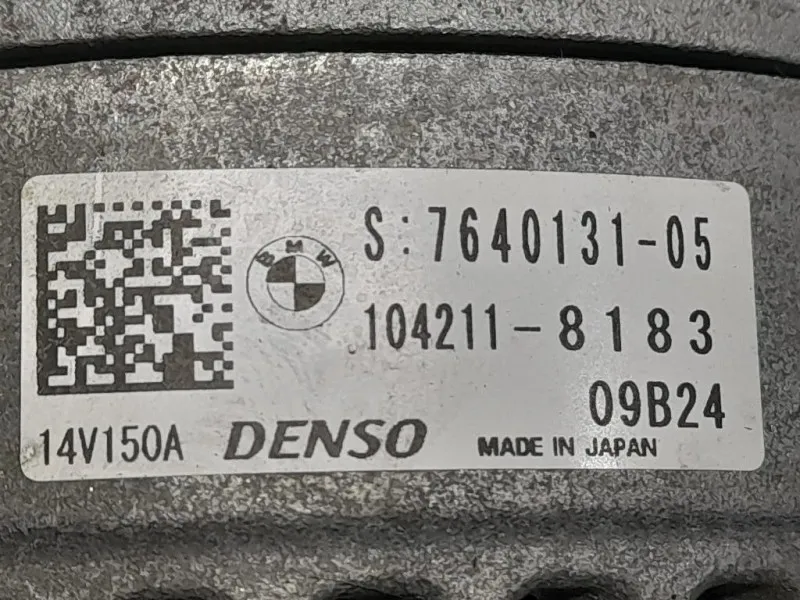 BMW
S:7640131-05
104211-8183
09B24
14V150A DENSO MADE IN JAPAN